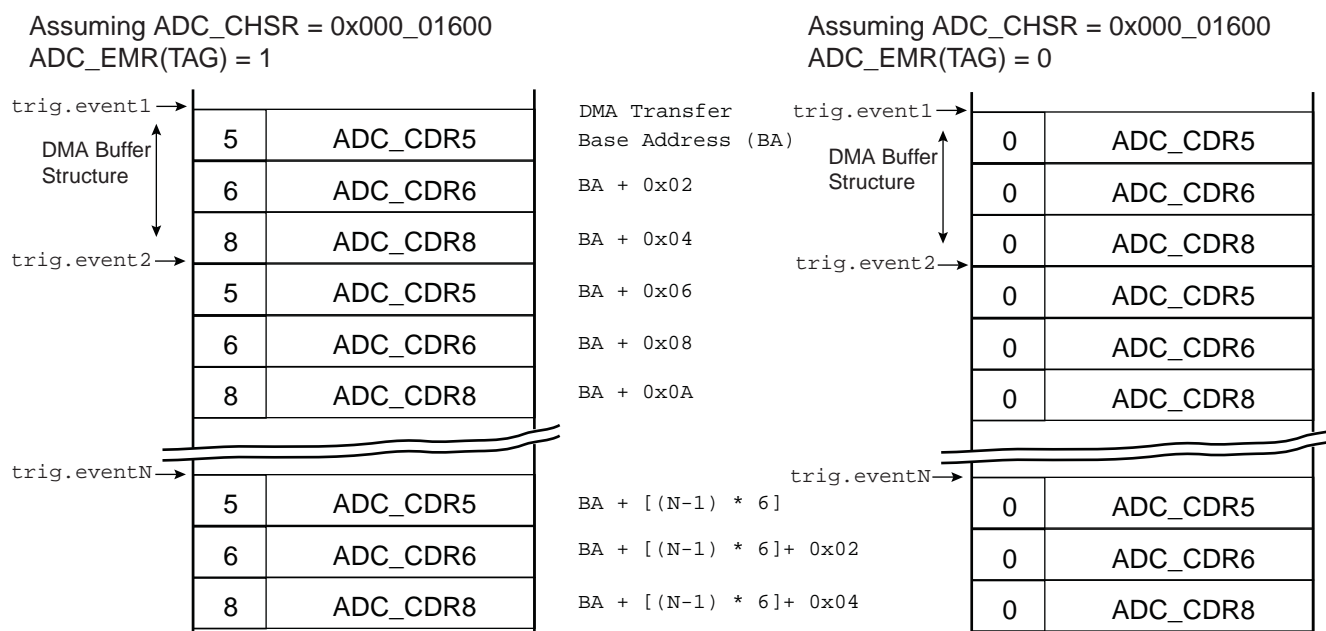 Assuming ADC_CHSR = 0x000_01600
ADC_EMR(TAG) = 1
Assuming ADC_CHSR = 0x000_01600
ADC_EMR(TAG) = 0
trig.event1
DMA Buffer
Structure
5 ADC_CDR5
6 ADC_CDR6
8 ADC_CDR8
trig.event2
5 ADC_CDR5
6 ADC_CDR6
8 ADC_CDR8
trig.eventN
5 ADC_CDR5
6 ADC_CDR6
8 ADC_CDR8
DMA Transfer
Base Address (BA)
BA + 0x02
BA + 0x04
BA + 0x06
BA + 0x08
BA + 0x0A
BA + [(N-1) * 6]
BA + [(N-1) * 6]+ 0x02
BA + [(N-1) * 6]+ 0x04
trig.event1
DMA Buffer
Structure
0 ADC_CDR5
0 ADC_CDR6
0 ADC_CDR8
trig.event2
0 ADC_CDR5
0 ADC_CDR6
0 ADC_CDR8
trig.eventN
0 ADC_CDR5
0 ADC_CDR6
0 ADC_CDR8